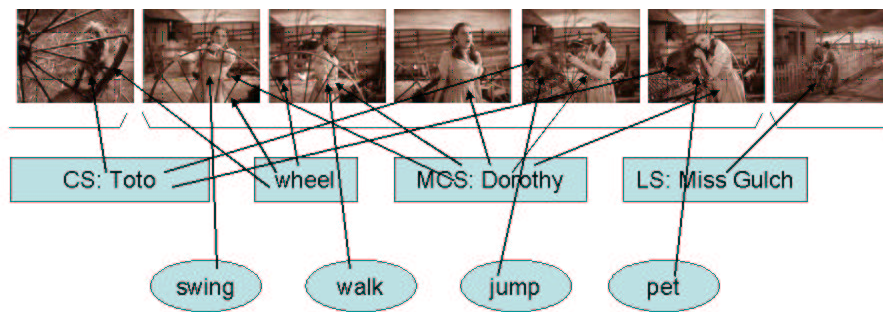 CS: Toto
wheel
MCS: Dorothy
LS: Miss Gulch
swing
walk
jump
pet